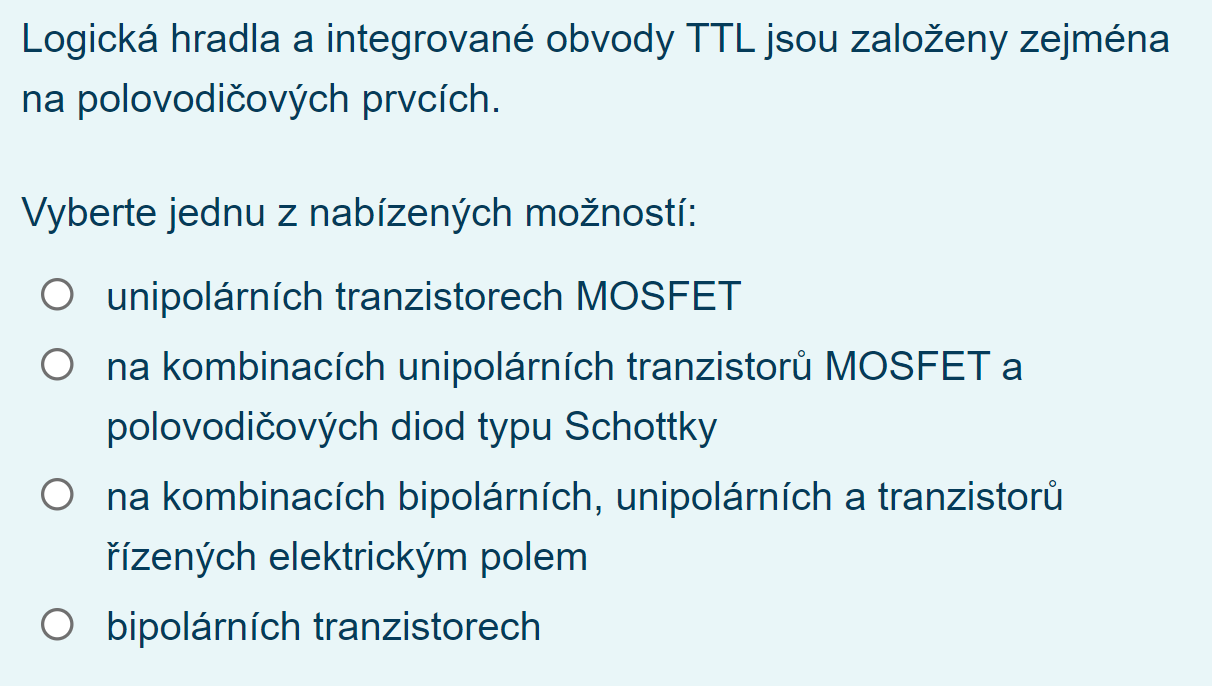 Logická hradla a integrované obvody TTL jsou založeny zejména
na polovodičových prvcích.
Vyberte jednu z nabízených možností:
unipolárních tranzistorech MOSFET
na kombinacích unipolárních tranzistorů MOSFET a
polovodičových diod typu Schottky
na kombinacích bipolárních, unipolárních a tranzistorů
řízených elektrickým polem
bipolárních tranzistorech